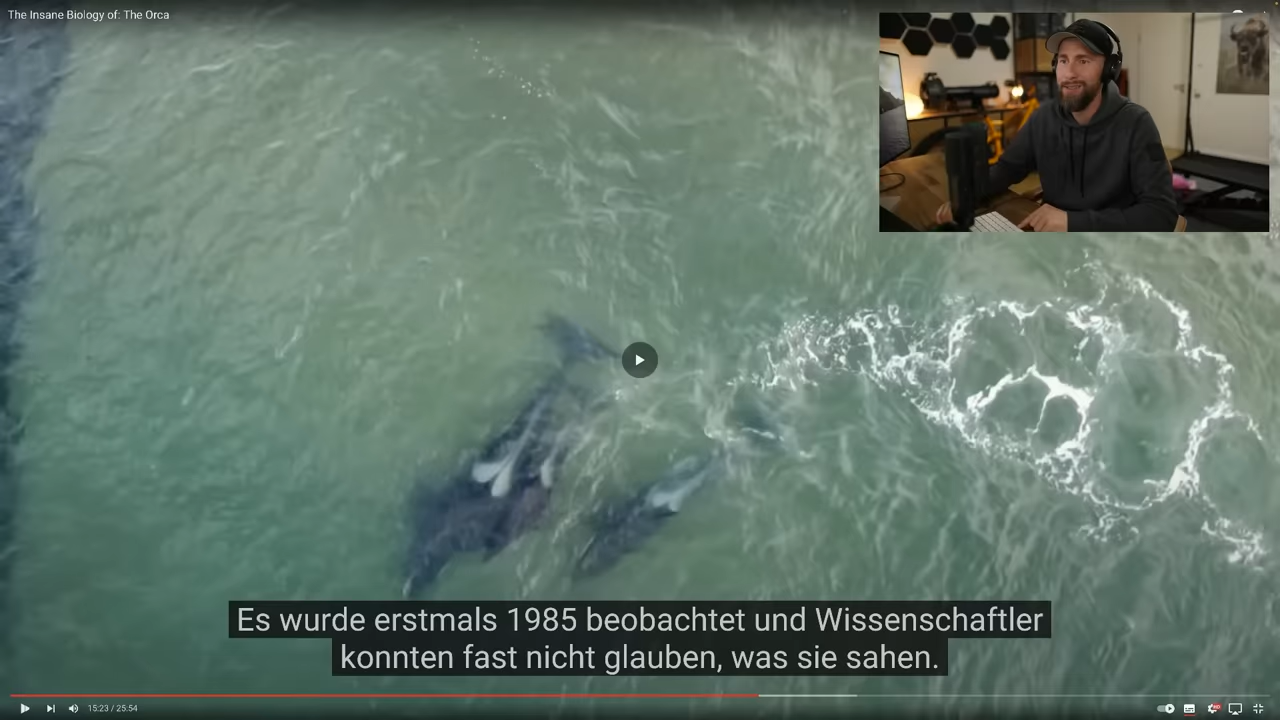 The Insane Biology of: The Orca
Es wurde erstmals 1985 beobachtet und Wissenschaftler
konnten fast nicht glauben, was sie sahen.
15:23 / 25:54